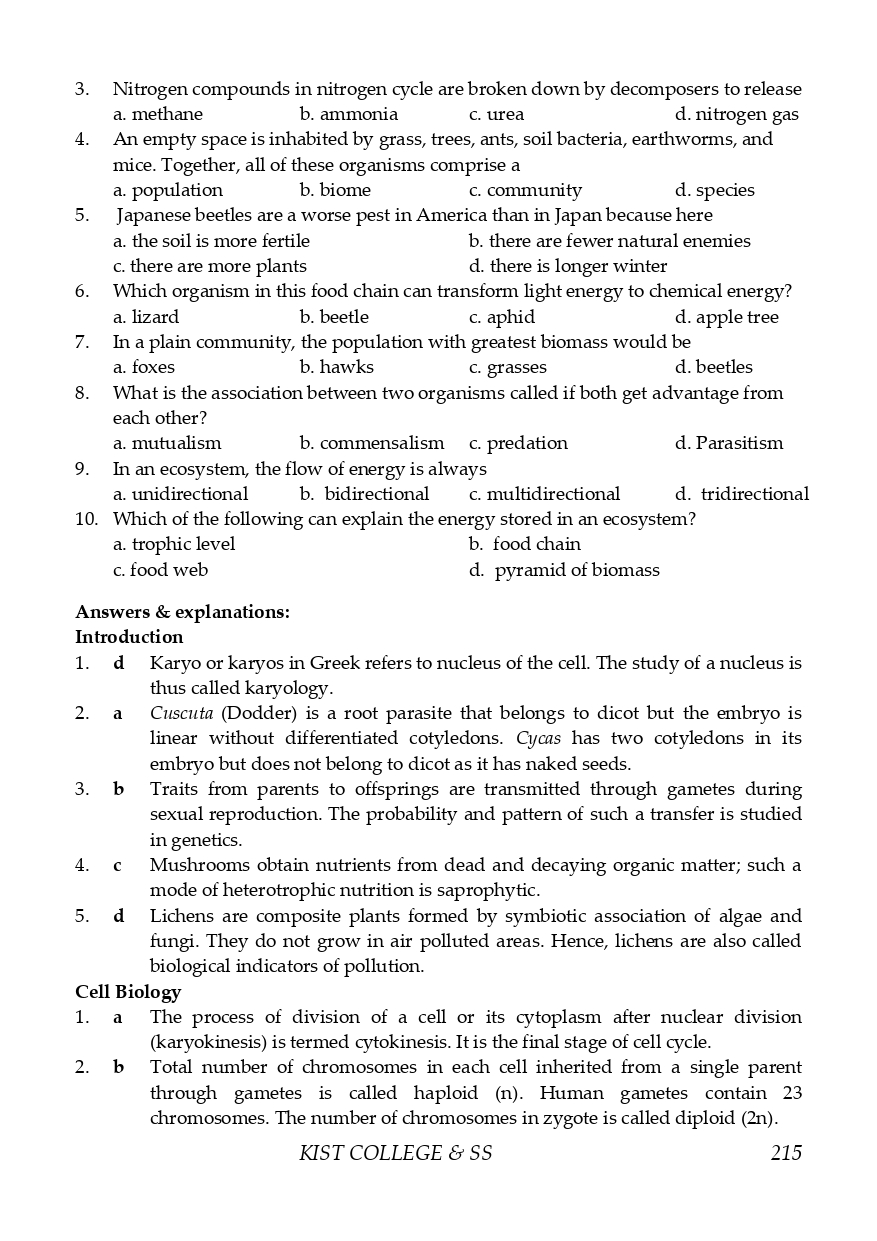 3. Nitrogen compounds in nitrogen cycle are broken down by decomposers to release
a. methane b. ammonia c. urea d. nitrogen gas
4. An empty space is inhabited by grass, trees, ants, soil bacteria, earthworms, and
mice. Together, all of these organisms comprise a
a. population b. biome c. community d. species
5. Japanese beetles are a worse pest in America than in Japan because here
a. the soil is more fertile b. there are fewer natural enemies
c. there are more plants d. there is longer winter
6. Which organism in this food chain can transform light energy to chemical energy?
a. lizard b. beetle c. aphid d. apple tree
7. In a plain community, the population with greatest biomass would be
a. foxes b. hawks c. grasses d. beetles
8. What is the association between two organisms called if both get advantage from
each other?
a. mutualism b. commensalism c. predation d. Parasitism
9. In an ecosystem, the flow of energy is always
a. unidirectional b. bidirectional c. multidirectional d. tridirectional
10. Which of the following can explain the energy stored in an ecosystem?
a. trophic level b. food chain
c. food web d. pyramid of biomass
Answers & explanations:
Introduction
1. d Karyo or karyos in Greek refers to nucleus of the cell. The study of a nucleus is
thus called karyology.
2. a Cuscuta (Dodder) is a root parasite that belongs to dicot but the embryo is
linear without differentiated cotyledons. Cycas has two cotyledons in its
embryo but does not belong to dicot as it has naked seeds.
3. b Traits from parents to offsprings are transmitted through gametes during
sexual reproduction. The probability and pattern of such a transfer is studied
in genetics.
4. c Mushrooms obtain nutrients from dead and decaying organic matter; such a
mode of heterotrophic nutrition is saprophytic.
5. d Lichens are composite plants formed by symbiotic association of algae and
fungi. They do not grow in air polluted areas. Hence, lichens are also called
biological indicators of pollution.
Cell Biology
1. a The process of division of a cell or its cytoplasm after nuclear division
(karyokinesis) is termed cytokinesis. It is the final stage of cell cycle.
2. b Total number of chromosomes in each cell inherited from a single parent
through gametes is called haploid (n). Human gametes contain 23
chromosomes. The number of chromosomes in zygote is called diploid (2n).
KIST COLLEGE & SS 215